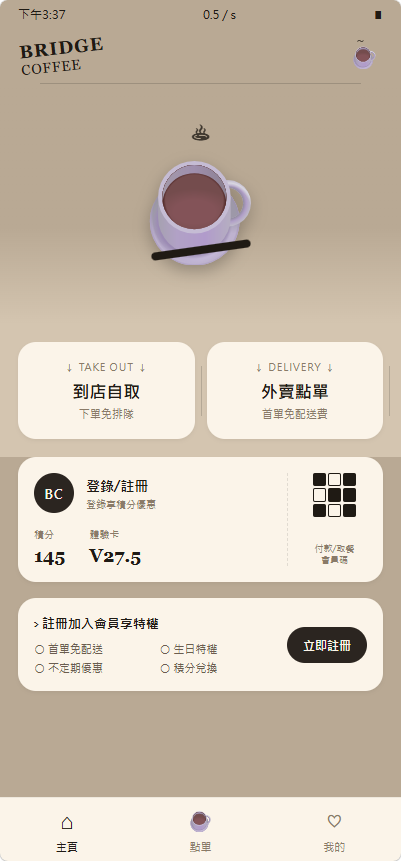 下午3:37
0.5 / s
BRIDGE
COFFEE
↓ TAKE OUT ↓
到店自取
下單免排隊
↓ DELIVERY ↓
外賣點單
首單免配送費
BC
登錄/註冊
登錄享積分優惠
積分
145
體驗卡
V27.5
付款/取餐
會員碼
› 註冊加入會員享特權
○ 首單免配送
○ 生日特權
○ 不定期優惠
○ 積分兌換
立即註冊
主頁
點單
我的